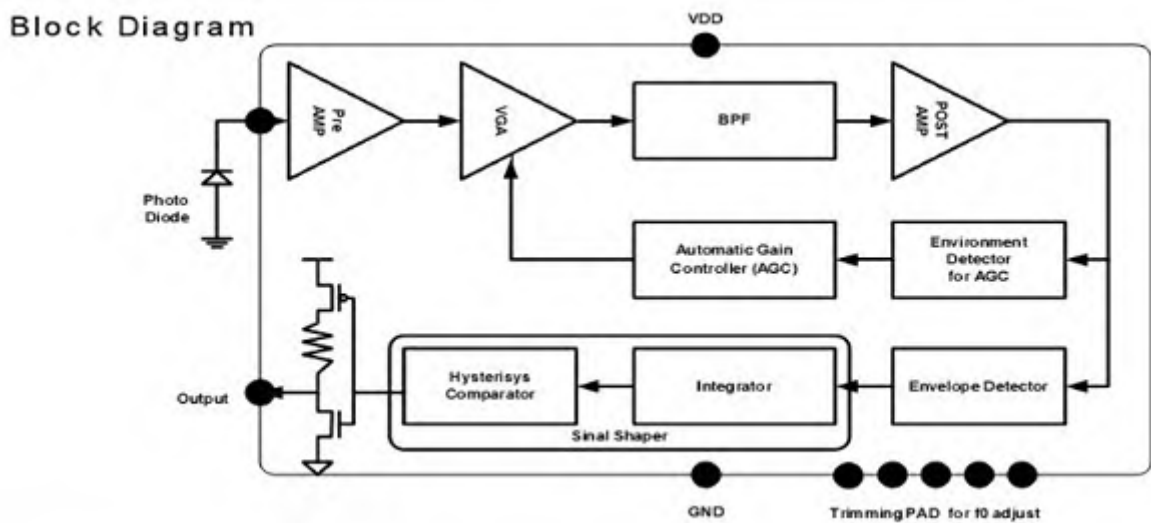 Block Diagram
VDD
Pre
AMP
VGA
BPF
POST
AMP
Photo
Diode
Automatic Gain
Controller (AGC)
Environment
Detector
for AGC
Output
Hysterisys
Comparator
Integrator
Envelope Detector
Sinal Shaper
GND
Trimming PAD for f0 adjust